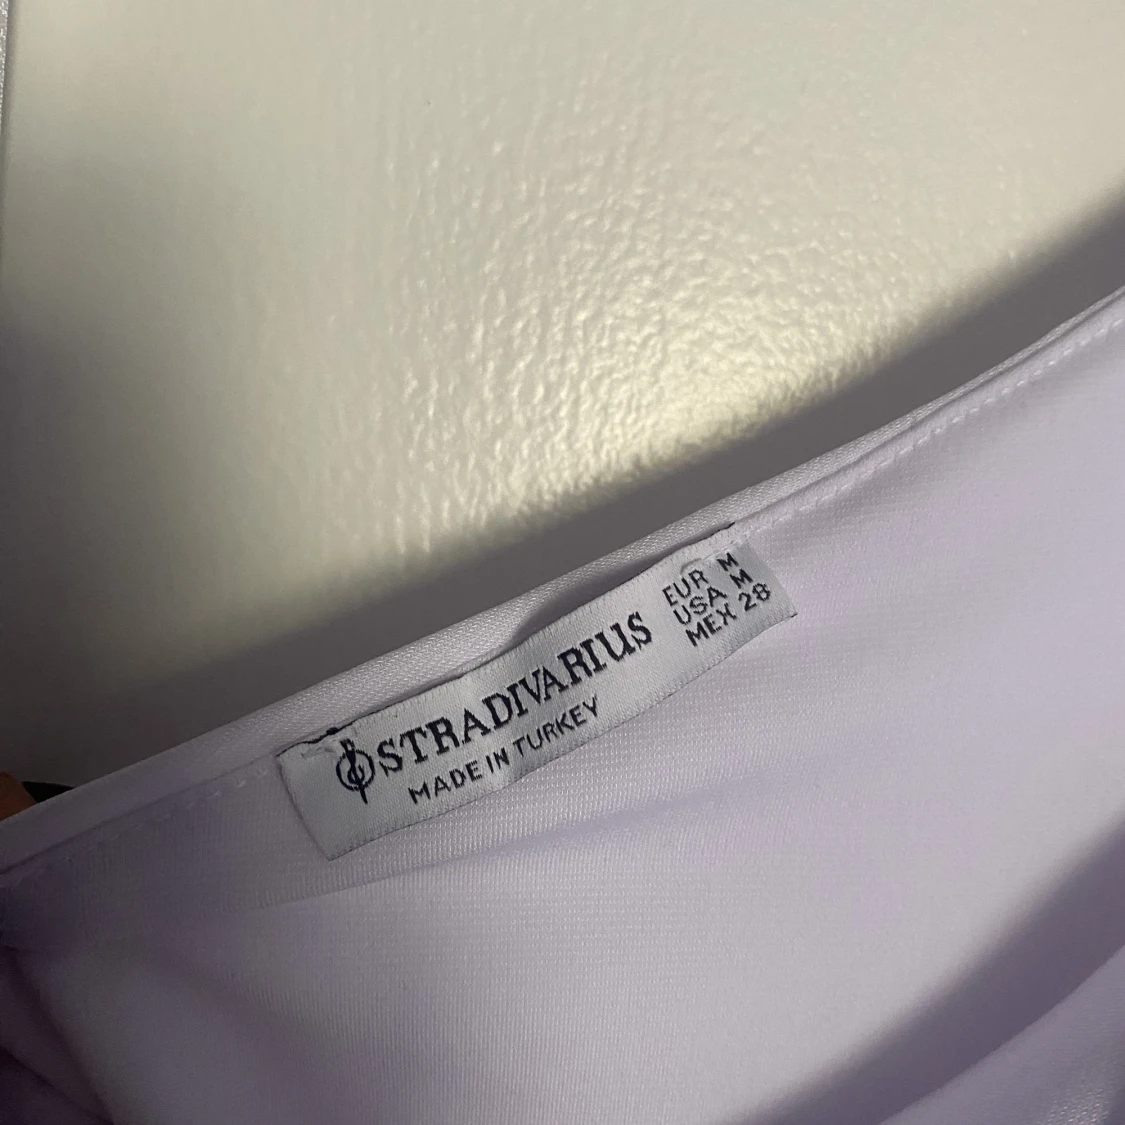 STRADIVARIUS
MADE IN TURKEY
EUR M
USA M
MEX 28